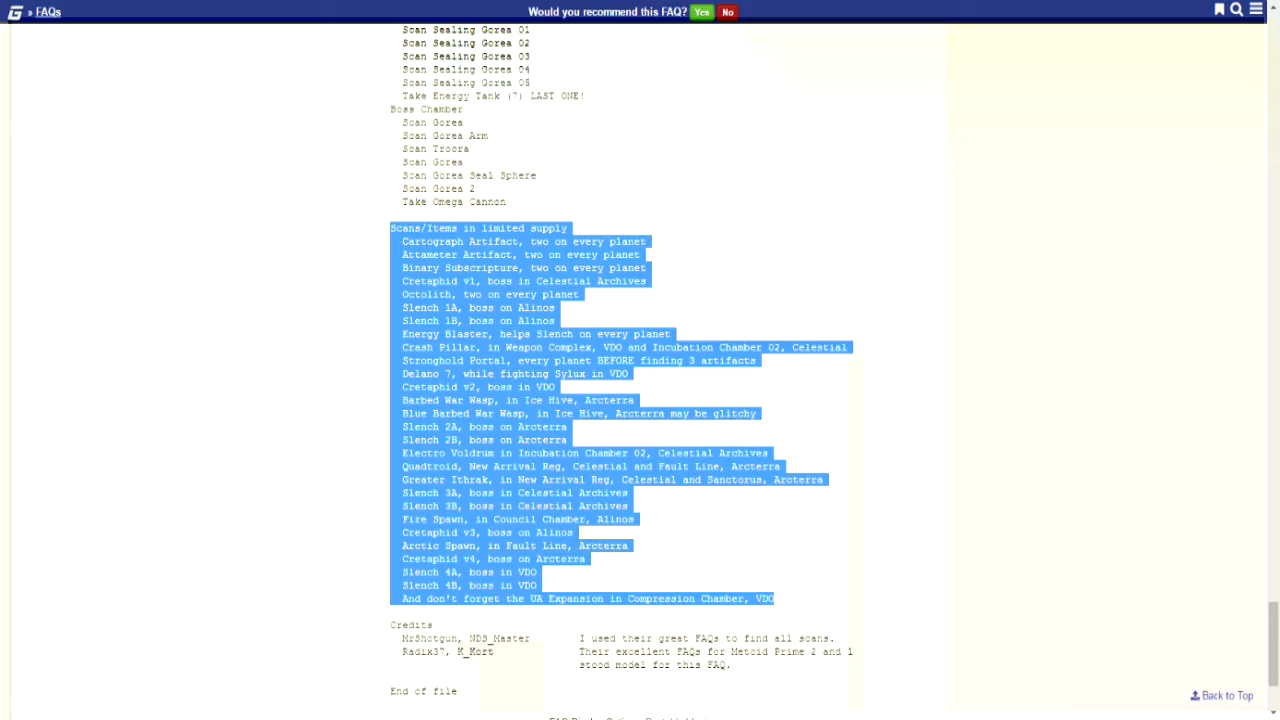 » FAQs
Would you recommend this FAQ? Yes No
Scan Sealing Gorea 01
Scan Sealing Gorea 02
Scan Sealing Gorea 03
Scan Sealing Gorea 04
Scan Sealing Gorea 05
Take Energy Tank (7) LAST ONE!
Boss Chamber
Scan Gorea
Scan Gorea Arm
Scan Trocra
Scan Gorea
Scan Gorea Seal Sphere
Scan Gorea 2
Take Omega Cannon
Scans/Items in limited supply
Cartograph Artifact, two on every planet
Attameter Artifact, two on every planet
Binary Subscripture, two on every planet
Cretaphid v1, boss in Celestial Archives
Octolith, two on every planet
Slench 1A, boss on Alinos
Slench 1B, boss on Alinos
Energy Blaster, helps Slench on every planet
Crash Pillar, in Weapon Complex, VDO and Incubation Chamber 02, Celestial
Stronghold Portal, every planet BEFORE finding 3 artifacts
Delano 7, while fighting Sylux in VDO
Cretaphid v2, boss in VDO
Barbed War Wasp, in Ice Hive, Arcterra
Blue Barbed War Wasp, in Ice Hive, Arcterra may be glitchy
Slench 2A, boss on Arcterra
Slench 2B, boss on Arcterra
Electro Voldrum in Incubation Chamber 02, Celestial Archives
Quadtroid, New Arrival Reg, Celestial and Fault Line, Arcterra
Greater Ithrak, in New Arrival Reg, Celestial and Sanctorus, Arcterra
Slench 3A, boss in Celestial Archives
Slench 3B, boss in Celestial Archives
Fire Spawn, in Council Chamber, Alinos
Cretaphid v3, boss on Alinos
Arctic Spawn, in Fault Line, Arcterra
Cretaphid v4, boss on Arcterra
Slench 4A, boss in VDO
Slench 4B, boss in VDO
And don't forget the UA Expansion in Compression Chamber, VDO
Credits
MrShotgun, NDS_Master I used their great FAQs to find all scans.
Radix37, K_Kort Their excellent FAQs for Metoid Prime 2 and 1
stood model for this FAQ.
End of file
Back to Top